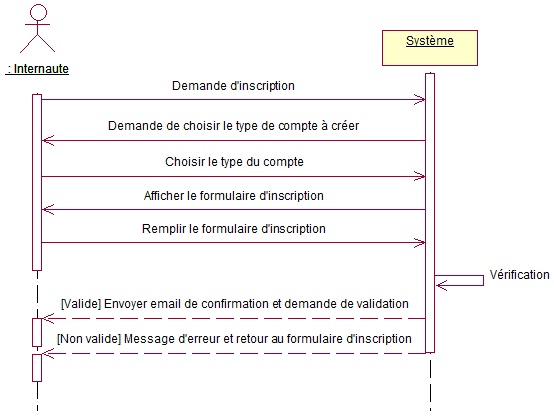 : Internaute
Système
Demande d'inscription
Demande de choisir le type de compte à créer
Choisir le type du compte
Afficher le formulaire d'inscription
Remplir le formulaire d'inscription
Vérification
[Valide] Envoyer email de confirmation et demande de validation
[Non valide] Message d'erreur et retour au formulaire d'inscription